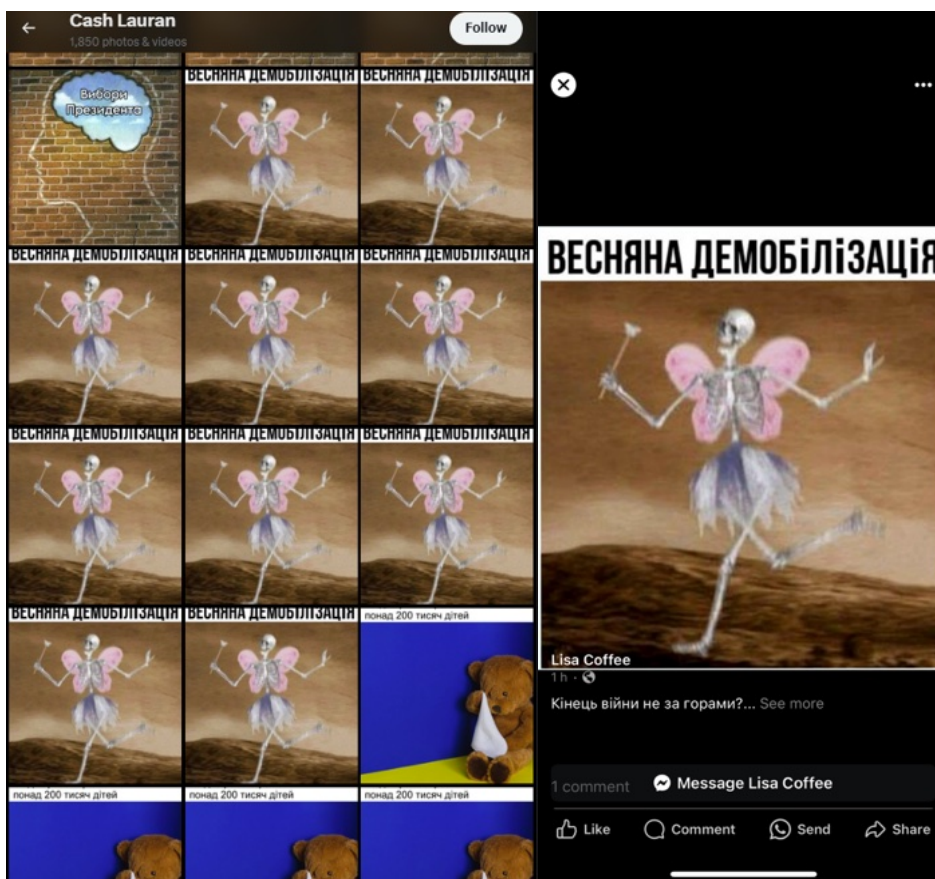 Cash Lauran
Follow
1,850 photos & videos
Вибори
Президента
ВЕСНЯНА ДЕМОБІЛІЗАЦІЯ
ВЕСНЯНА ДЕМОБІЛІЗАЦІЯ
ВЕСНЯНА ДЕМОБІЛІЗАЦІЯ
ВЕСНЯНА ДЕМОБІЛІЗАЦІЯ
ВЕСНЯНА ДЕМОБІЛІЗАЦІЯ
ВЕСНЯНА ДЕМОБІЛІЗАЦІЯ
ВЕСНЯНА ДЕМОБІЛІЗАЦІЯ
ВЕСНЯНА ДЕМОБІЛІЗАЦІЯ
ВЕСНЯНА ДЕМОБІЛІЗАЦІЯ
ВЕСНЯНА ДЕМОБІЛІЗАЦІЯ
понад 200 тисяч дітей
понад 200 тисяч дітей
понад 200 тисяч дітей
понад 200 тисяч дітей
ВЕСНЯНА ДЕМОБіЛіЗАЦіЯ
Lisa Coffee
1 h ·
Кінець війни не за горами?... See more
1 comment
Message Lisa Coffee
Like
Comment
Send
Share